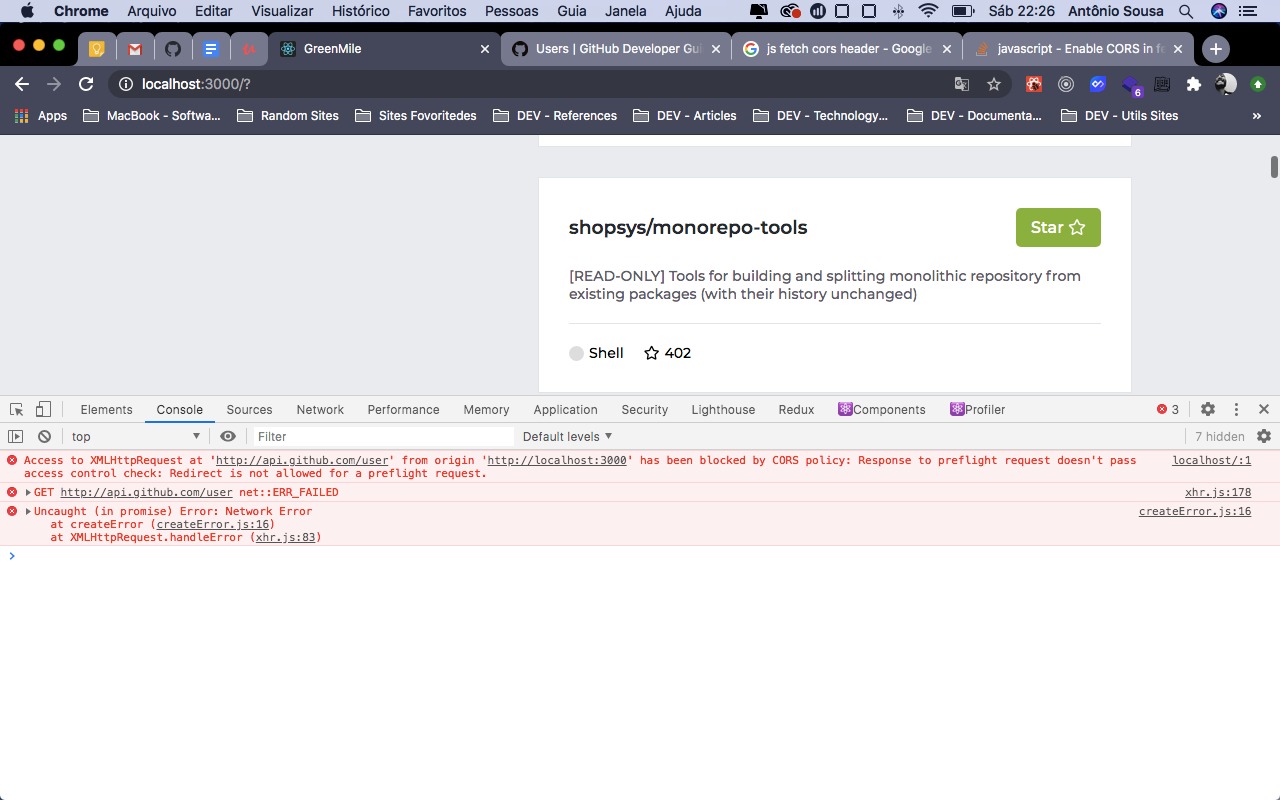 Chrome Arquivo Editar Visualizar Histórico Favoritos Pessoas Guia Janela Ajuda Sáb 22:26 Antônio Sousa
GreenMile Users | GitHub Developer Gui js fetch cors header - Google javascript - Enable CORS in fe
localhost:3000/?
6
Apps MacBook - Softwa... Random Sites Sites Fovoritedes DEV - References DEV - Articles DEV - Technology... DEV - Documenta... DEV - Utils Sites »
shopsys/monorepo-tools Star
[READ-ONLY] Tools for building and splitting monolithic repository from
existing packages (with their history unchanged)
Shell 402
Elements Console Sources Network Performance Memory Application Security Lighthouse Redux Components Profiler 3
top Filter Default levels 7 hidden
Access to XMLHttpRequest at 'http://api.github.com/user' from origin 'http://localhost:3000' has been blocked by CORS policy: Response to preflight request doesn't pass localhost/:1
access control check: Redirect is not allowed for a preflight request.
GET http://api.github.com/user net::ERR_FAILED xhr.js:178
Uncaught (in promise) Error: Network Error createError.js:16
at createError (createError.js:16)
at XMLHttpRequest.handleError (xhr.js:83)